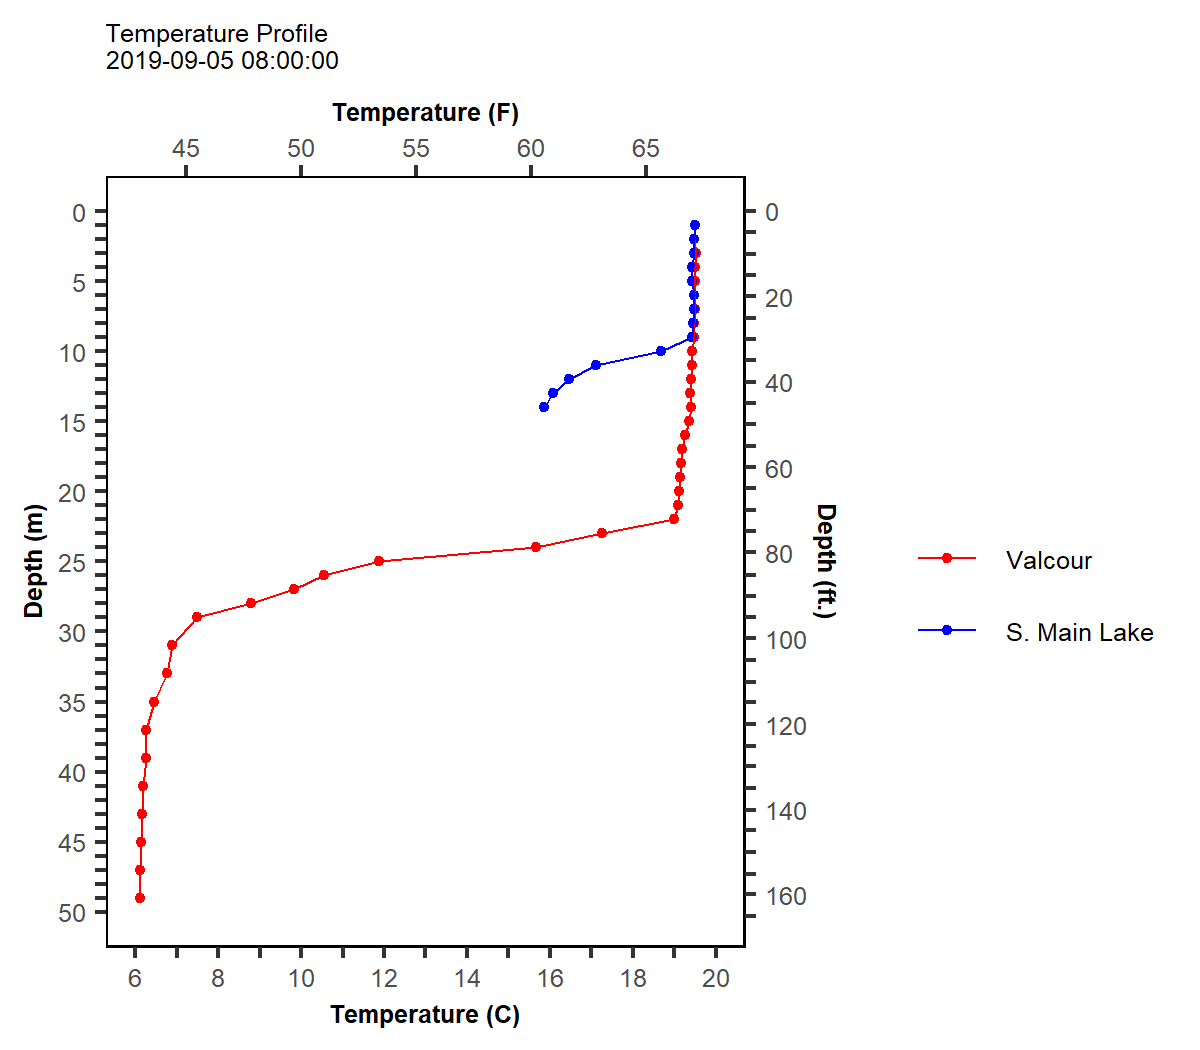 Temperature Profile
2019-09-05 08:00:00
Temperature (F)
45 50 55 60 65
0 0
5
20
10
40
15
60
20
Depth (m)
Depth (ft.)
80
25
Valcour
30
100
S. Main Lake
35
120
40
140
45
160
50
6 8 10 12 14 16 18 20
Temperature (C)